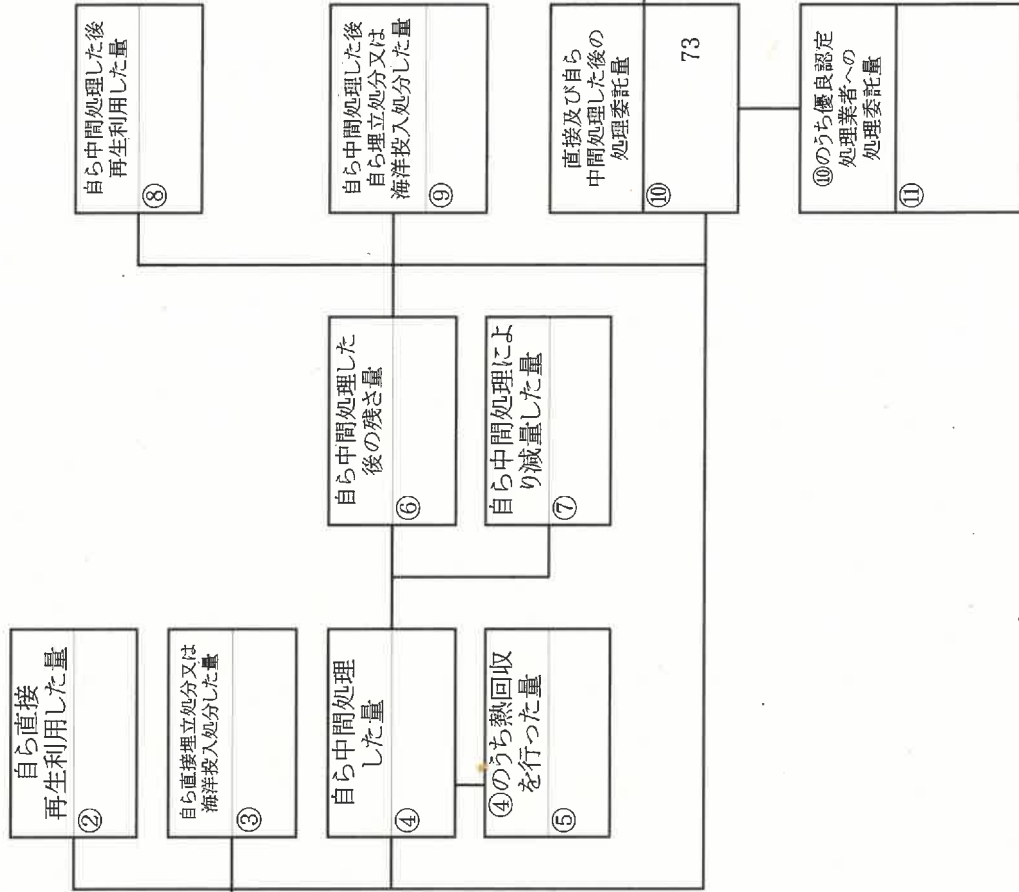 自ら直接
再生利用した量
②
自ら直接埋立処分又は
海洋投入処分した量
③
自ら中間処理
した量
④
④のうち熱回収
を行った量
⑤
自ら中間処理した
後の残さ量
⑥
自ら中間処理によ
り減量した量
⑦
自ら中間処理した後
再生利用した量
⑧
自ら中間処理した後
自ら埋立処分又は
海洋投入処分した量
⑨
直接及び自ら
中間処理した後の
処理委託量
⑩
73
⑩のうち優良認定
処理業者への
処理委託量
⑪